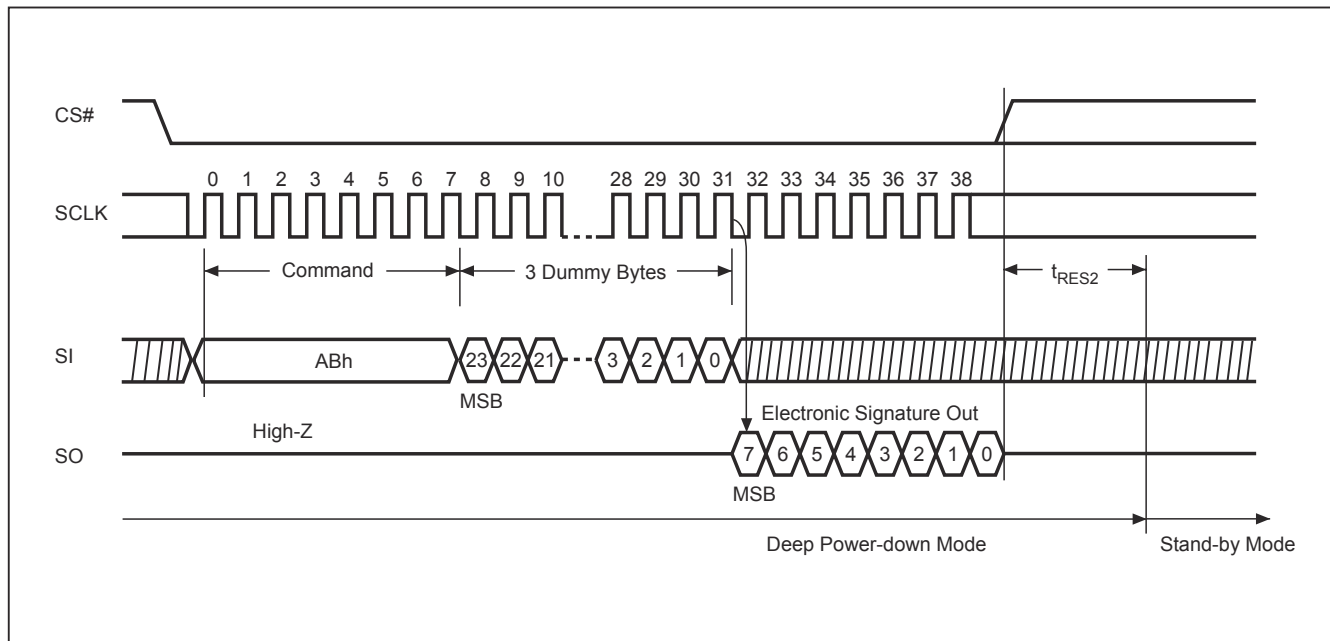 CS#
0 1 2 3 4 5 6 7 8 9 10 28 29 30 31 32 33 34 35 36 37 38
SCLK
Command 3 Dummy Bytes tRES2
SI ABh 23 22 21 3 2 1 0
MSB
High-Z Electronic Signature Out
SO 7 6 5 4 3 2 1 0
MSB
Deep Power-down Mode Stand-by Mode